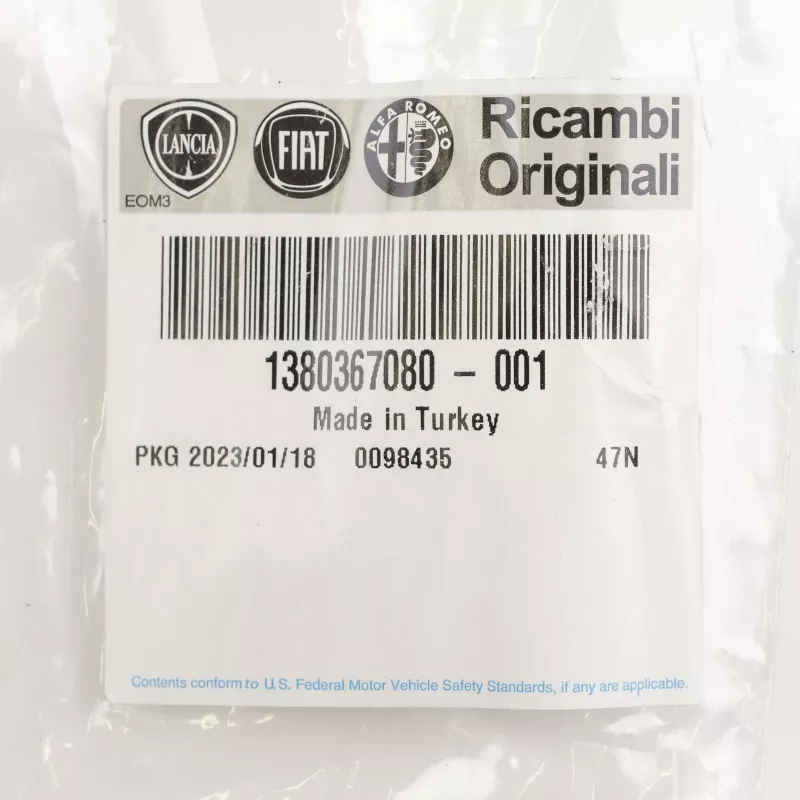 LANCIA FIAT ALFA ROMEO Ricambi
Originali
EOM3
1380367080 - 001
Made in Turkey
PKG 2023/01/18 0098435 47N
Contents conform to U.S. Federal Motor Vehicle Safety Standards, if any are applicable.